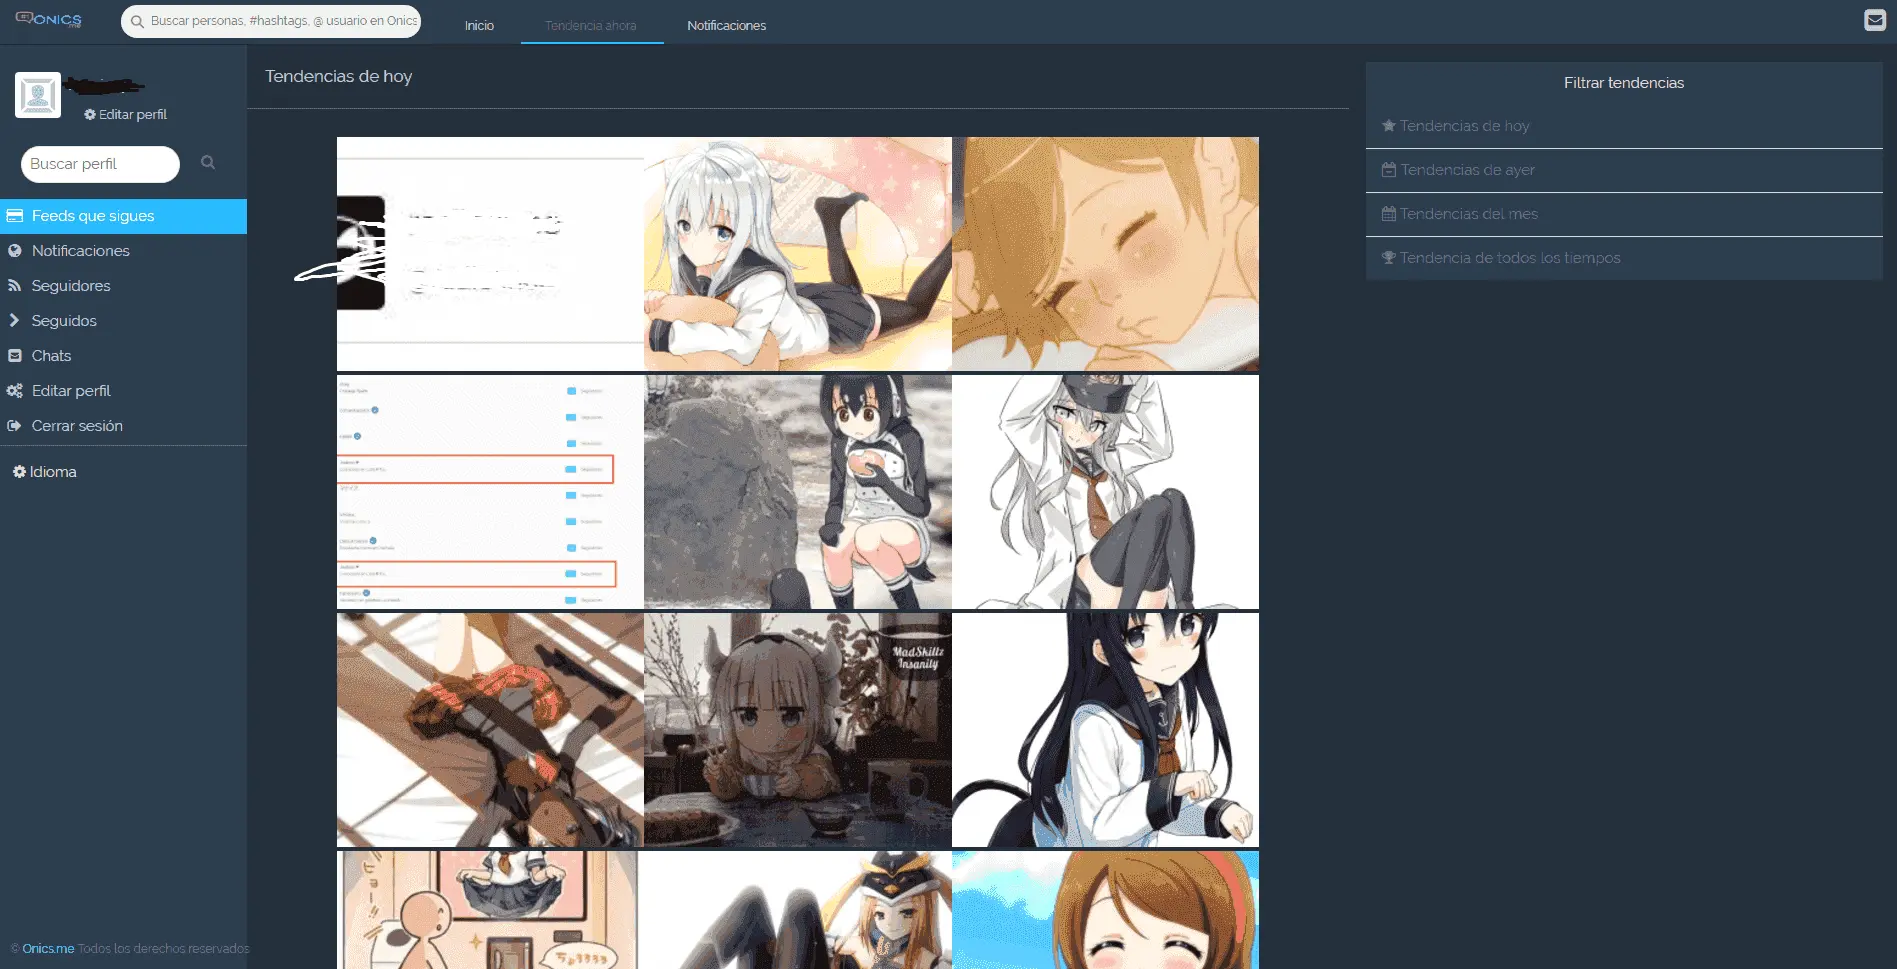 ONICS
.me
Buscar personas, #hashtags, @ usuario en Onics
Inicio
Tendencia ahora
Notificaciones
Editar perfil
Buscar perfil
Feeds que sigues
Notificaciones
Seguidores
Seguidos
Chats
Editar perfil
Cerrar sesión
Idioma
© Onics.me Todos los derechos reservados
Tendencias de hoy
MadSkillz
Insanity
Filtrar tendencias
Tendencias de hoy
Tendencias de ayer
Tendencias del mes
Tendencia de todos los tiempos